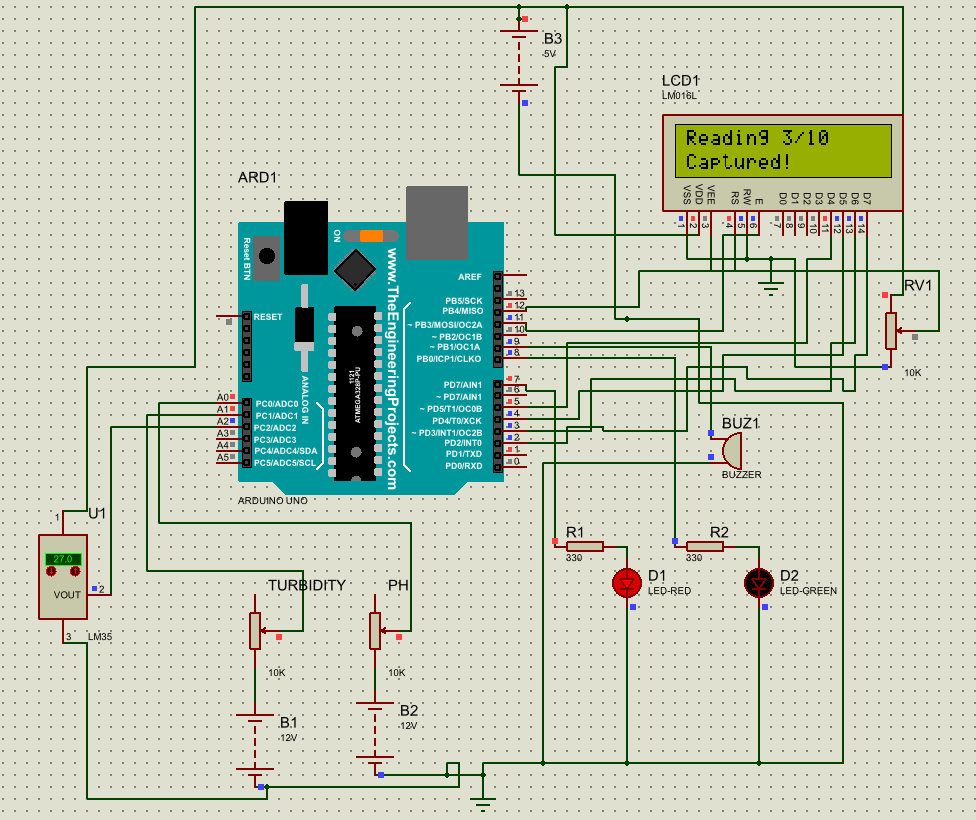 B3
5V
LCD1
LM016L
Reading 3/10
Captured!
VSS
VDD
VEE
RS
RW
E
D0
D1
D2
D3
D4
D5
D6
D7
1
2
3
4
5
6
7
8
9
10
11
12
13
14
ARD1
ON
Reset BTN
www.TheEngineeringProjects.com
AREF
PB5/SCK
13
PB4/MISO
12
~ PB3/MOSI/OC2A
11
~ PB2/OC1B
10
~ PB1/OC1A
9
PB0/ICP1/CLKO
8
RESET
ANALOG IN
ATMEGA328P-PU
1121
PD7/AIN1
7
~ PD7/AIN1
6
~ PD5/T1/OC0B
5
PD4/T0/XCK
4
~ PD3/INT1/OC2B
3
PD2/INT0
2
PD1/TXD
1
PD0/RXD
0
A0
PC0/ADC0
A1
PC1/ADC1
A2
PC2/ADC2
A3
PC3/ADC3
A4
PC4/ADC4/SDA
A5
PC5/ADC5/SCL
ARDUINO UNO
RV1
10K
BUZ1
BUZZER
U1
1
27.0
VOUT
2
3
LM35
TURBIDITY
10K
PH
10K
R1
330
R2
330
D1
LED-RED
D2
LED-GREEN
B1
12V
B2
12V